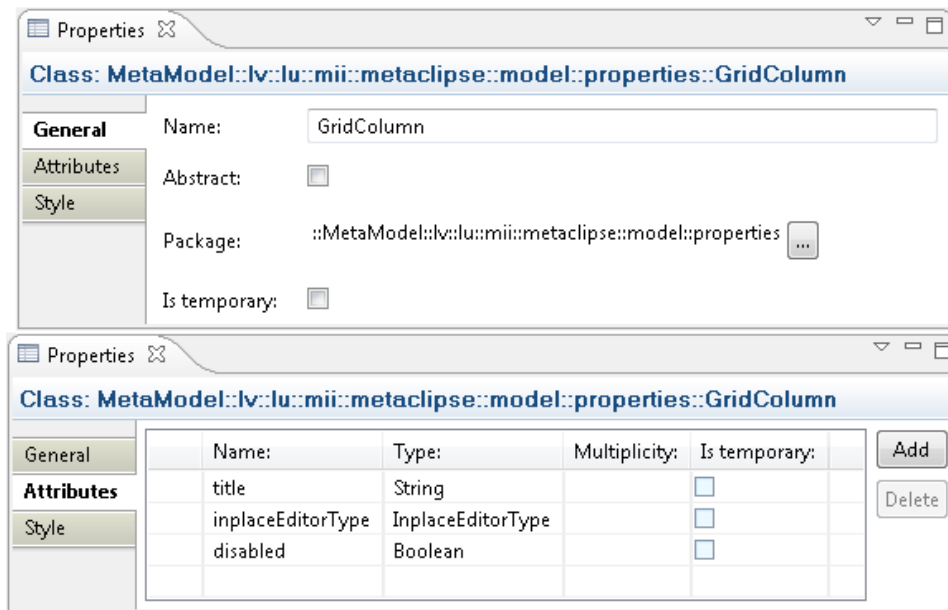 Properties
Class: MetaModel::lv::lu::mii::metaclipse::model::properties::GridColumn
General
Attributes
Style
Name: GridColumn
Abstract:
Package: ::MetaModel::lv::lu::mii::metaclipse::model::properties ...
Is temporary:
Properties
Class: MetaModel::lv::lu::mii::metaclipse::model::properties::GridColumn
General
Attributes
Style
Name: Type: Multiplicity: Is temporary:
title String
inplaceEditorType InplaceEditorType
disabled Boolean
Add
Delete